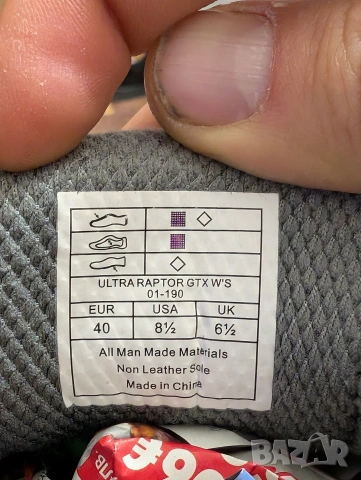 ULTRA RAPTOR GTX W'S
01-190
EUR USA UK
40 8½ 6½
All Man Made Materials
Non Leather Sole
Made in China
BAZAR